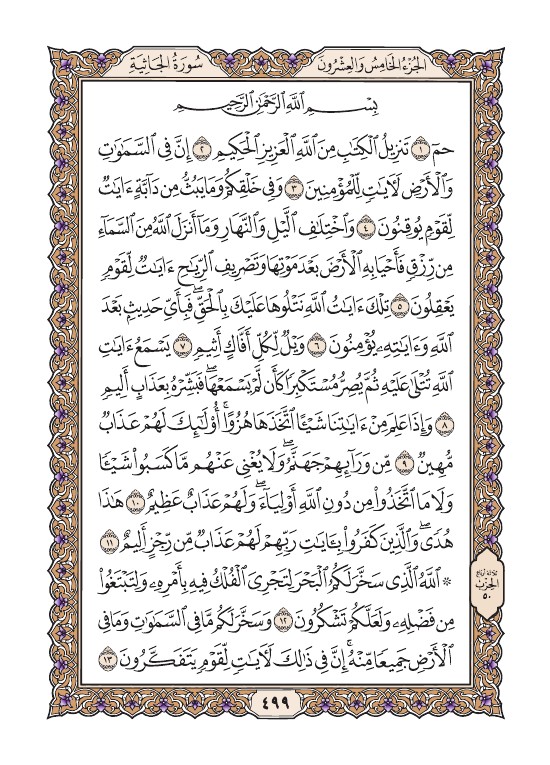 الجزء الخامس والعشرون
سورة الجاثية
بِسْمِ ٱللَّهِ ٱلرَّحْمَٰنِ ٱلرَّحِيمِ
حمٓ ١ تَنزِيلُ ٱلْكِتَٰبِ مِنَ ٱللَّهِ ٱلْعَزِيزِ ٱلْحَكِيمِ ٢ إِنَّ فِى ٱلسَّمَٰوَٰتِ
وَٱلْأَرْضِ لَءَايَٰتٍ لِّلْمُؤْمِنِينَ ٣ وَفِى خَلْقِكُمْ وَمَا يَبُثُّ مِن دَآبَّةٍ ءَايَٰتٌ
لِّقَوْمٍ يُوقِنُونَ ٤ وَٱخْتِلَٰفِ ٱلَّيْلِ وَٱلنَّهَارِ وَمَآ أَنزَلَ ٱللَّهُ مِنَ ٱلسَّمَآءِ
مِن رِّزْقٍ فَأَحْيَا بِهِ ٱلْأَرْضَ بَعْدَ مَوْتِهَا وَتَصْرِيفِ ٱلرِّيَٰحِ ءَايَٰتٌ لِّقَوْمٍ
يَعْقِلُونَ ٥ تِلْكَ ءَايَٰتُ ٱللَّهِ نَتْلُوهَا عَلَيْكَ بِٱلْحَقِّ ۖ فَبِأَىِّ حَدِيثٍۭ بَعْدَ
ٱللَّهِ وَءَايَٰتِهِۦ يُؤْمِنُونَ ٦ وَيْلٌ لِّكُلِّ أَفَّاكٍ أَثِيمٍ ٧ يَسْمَعُ ءَايَٰتِ
ٱللَّهِ تُتْلَىٰ عَلَيْهِ ثُمَّ يُصِرُّ مُسْتَكْبِرًا كَأَن لَّمْ يَسْمَعْهَا ۖ فَبَشِّرْهُ بِعَذَابٍ أَلِيمٍ
٨ وَإِذَا عَلِمَ مِنْ ءَايَٰتِنَا شَيْـًٔا ٱتَّخَذَهَا هُزُوًا ۚ أُو۟لَٰٓئِكَ لَهُمْ عَذَابٌ
مُّهِينٌ ٩ مِّن وَرَآئِهِمْ جَهَنَّمُ ۖ وَلَا يُغْنِى عَنْهُم مَّا كَسَبُوا۟ شَيْـًٔا
وَلَا مَا ٱتَّخَذُوا۟ مِن دُونِ ٱللَّهِ أَوْلِيَآءَ ۖ وَلَهُمْ عَذَابٌ عَظِيمٌ ١٠ هَٰذَا
هُدًى ۖ وَٱلَّذِينَ كَفَرُوا۟ بِـَٔايَٰتِ رَبِّهِمْ لَهُمْ عَذَابٌ مِّن رِّجْزٍ أَلِيمٌ ١١
۞ ٱللَّهُ ٱلَّذِى سَخَّرَ لَكُمُ ٱلْبَحْرَ لِتَجْرِىَ ٱلْفُلْكُ فِيهِ بِأَمْرِهِۦ وَلِتَبْتَغُوا۟
مِن فَضْلِهِۦ وَلَعَلَّكُمْ تَشْكُرُونَ ١٢ وَسَخَّرَ لَكُم مَّا فِى ٱلسَّمَٰوَٰتِ وَمَا فِى
ٱلْأَرْضِ جَمِيعًا مِّنْهُ ۚ إِنَّ فِى ذَٰلِكَ لَءَايَٰتٍ لِّقَوْمٍ يَتَفَكَّرُونَ ١٣
ثلاثة أرباع
الحزب
٥٠
٤٩٩